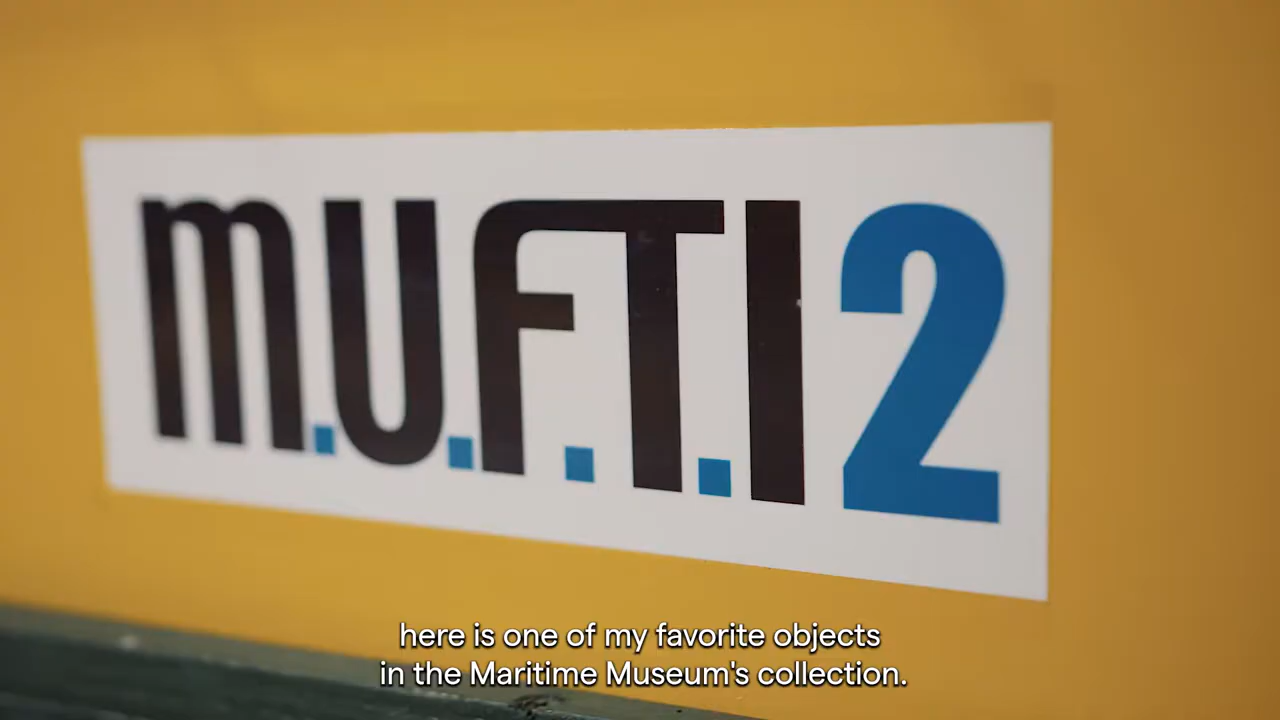 M.U.F.T.I 2
here is one of my favorite objects
in the Maritime Museum's collection.